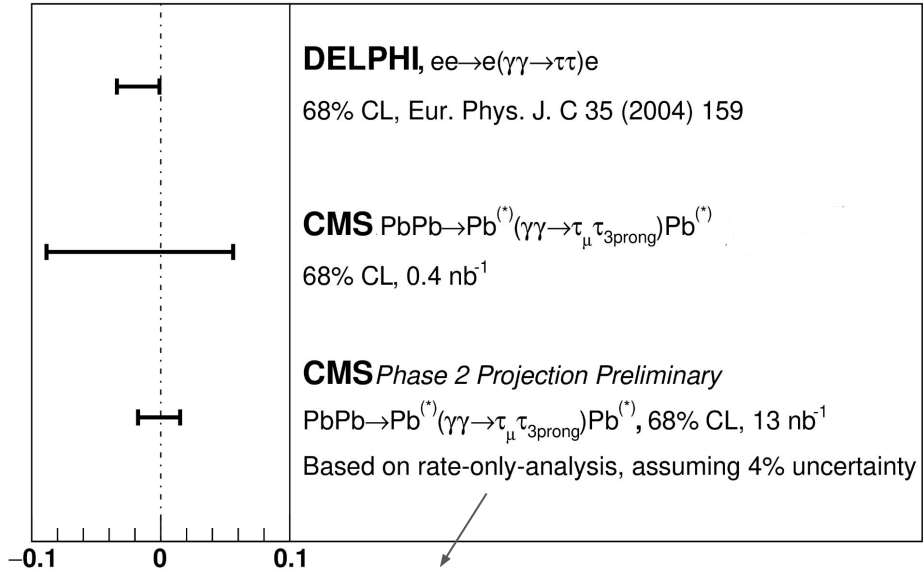 DELPHI, ee→e(γγ→ττ)e
68% CL, Eur. Phys. J. C 35 (2004) 159
CMS PbPb→Pb(*)(γγ→τμτ3prong)Pb(*)
68% CL, 0.4 nb-1
CMS Phase 2 Projection Preliminary
PbPb→Pb(*)(γγ→τμτ3prong)Pb(*), 68% CL, 13 nb-1
Based on rate-only-analysis, assuming 4% uncertainty
−0.1 0 0.1